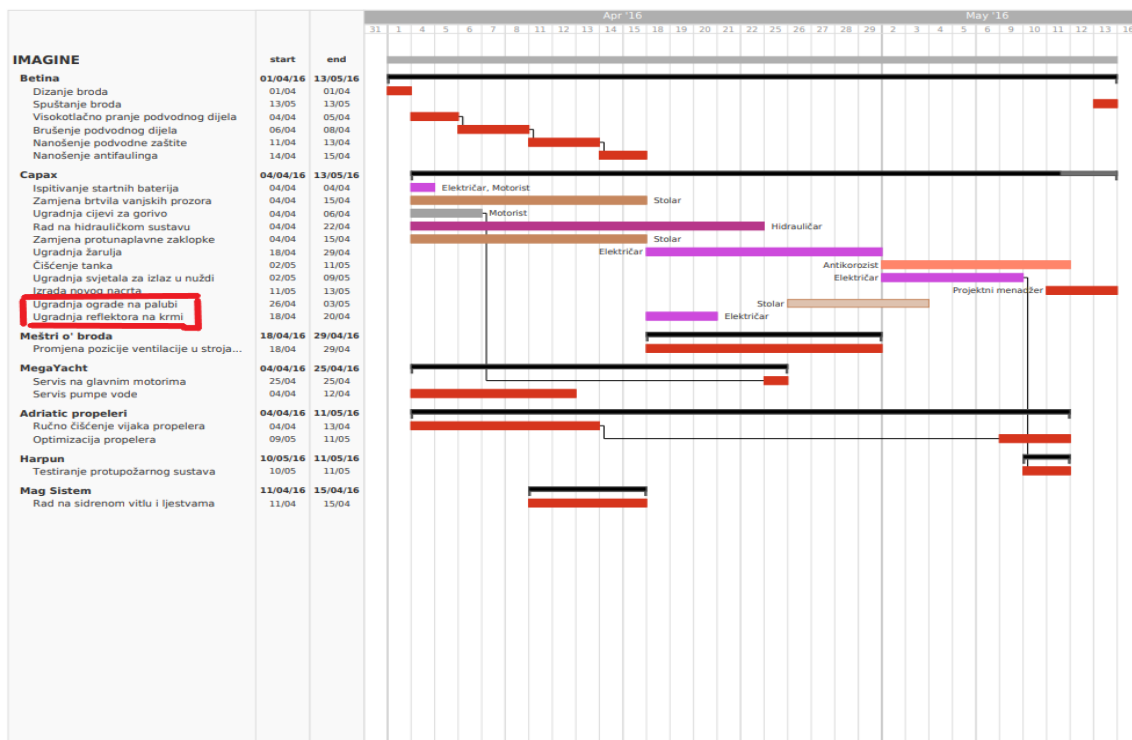 Apr '16 May '16
31 1 4 5 6 7 8 11 12 13 14 15 18 19 20 21 22 25 26 27 28 29 2 3 4 5 6 9 10 11 12 13 16
IMAGINE start end
Betina 01/04/16 13/05/16
Dizanje broda 01/04 01/04
Spuštanje broda 13/05 13/05
Visokotlačno pranje podvodnog dijela 04/04 05/04
Brušenje podvodnog dijela 06/04 08/04
Nanošenje podvodne zaštite 11/04 13/04
Nanošenje antifaulinga 14/04 15/04
Capax 04/04/16 13/05/16
Ispitivanje startnih baterija 04/04 04/04 Električar, Motorist
Zamjena brtvila vanjskih prozora 04/04 15/04 Stolar
Ugradnja cijevi za gorivo 04/04 06/04 Motorist
Rad na hidrauličkom sustavu 04/04 22/04 Hidrauličar
Zamjena protunaplavne zaklopke 04/04 15/04 Stolar
Ugradnja žarulja 18/04 29/04 Električar
Čišćenje tanka 02/05 11/05 Antikorozist
Ugradnja svjetala za izlaz u nuždi 02/05 09/05 Električar
Izrada novog nacrta 11/05 13/05 Projektni menadžer
Ugradnja ograde na palubi 26/04 03/05 Stolar
Ugradnja reflektora na krmi 18/04 20/04 Električar
Meštri o' broda 18/04/16 29/04/16
Promjena pozicije ventilacije u stroja... 18/04 29/04
MegaYacht 04/04/16 25/04/16
Servis na glavnim motorima 25/04 25/04
Servis pumpe vode 04/04 12/04
Adriatic propeleri 04/04/16 11/05/16
Ručno čišćenje vijaka propelera 04/04 13/04
Optimizacija propelera 09/05 11/05
Harpun 10/05/16 11/05/16
Testiranje protupožarnog sustava 10/05 11/05
Mag Sistem 11/04/16 15/04/16
Rad na sidrenom vitlu i ljestvama 11/04 15/04